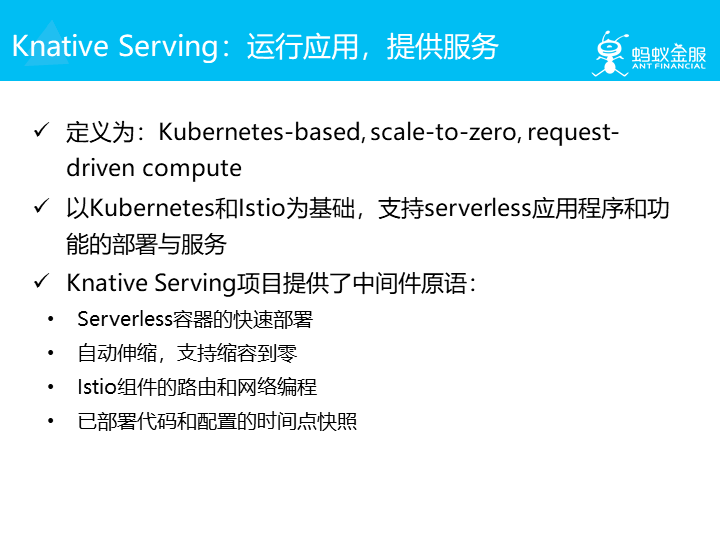 Knative Serving：运行应用，提供服务
蚂蚁金服
ANT FINANCIAL
定义为：Kubernetes-based, scale-to-zero, request-
driven compute
以Kubernetes和Istio为基础，支持serverless应用程序和功
能的部署与服务
Knative Serving项目提供了中间件原语：
Serverless容器的快速部署
自动伸缩，支持缩容到零
Istio组件的路由和网络编程
已部署代码和配置的时间点快照